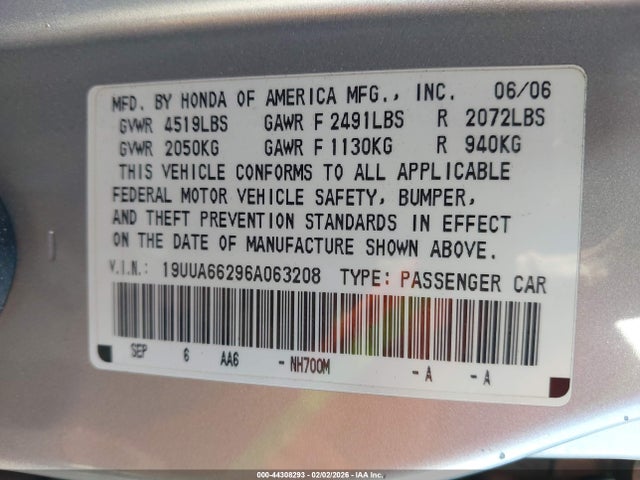 MFD. BY HONDA OF AMERICA MFG., INC. 06/06
GVWR 4519LBS GAWR F 2491LBS R 2072LBS
GVWR 2050KG GAWR F 1130KG R 940KG
THIS VEHICLE CONFORMS TO ALL APPLICABLE
FEDERAL MOTOR VEHICLE SAFETY, BUMPER,
AND THEFT PREVENTION STANDARDS IN EFFECT
ON THE DATE OF MANUFACTURE SHOWN ABOVE.
V.I.N.: 19UUA66296A063208 TYPE: PASSENGER CAR
SEP 6 AA6 - NH700M - A - A
000-44308293 - 02/02/2026 - IAA Inc.